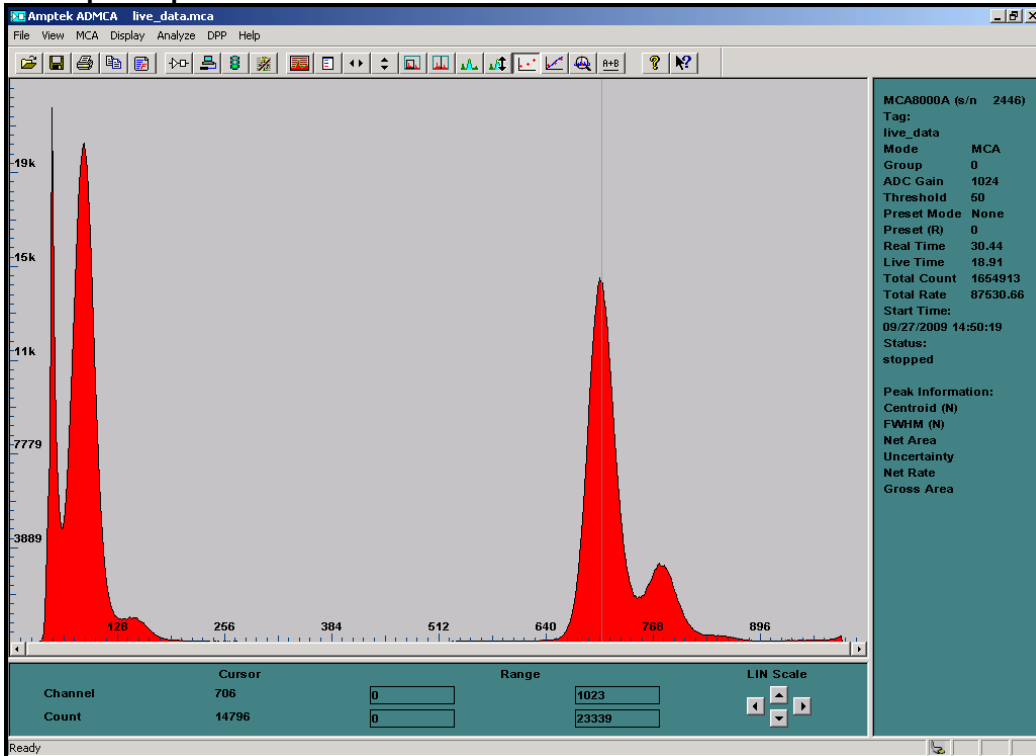 Amptek ADMCA live_data.mca
File View MCA Display Analyze DPP Help
A+B
MCA8000A (s/n 2446)
Tag:
live_data
Mode MCA
Group 0
ADC Gain 1024
Threshold 50
Preset Mode None
Preset (R) 0
Real Time 30.44
Live Time 18.91
Total Count 1654913
Total Rate 87530.66
Start Time:
09/27/2009 14:50:19
Status:
stopped
Peak Information:
Centroid (N)
FWHM (N)
Net Area
Uncertainty
Net Rate
Gross Area
19k
15k
11k
7779
3889
128 256 384 512 640 768 896
Cursor Range LIN Scale
Channel 706 0 1023
Count 14796 0 23339
Ready